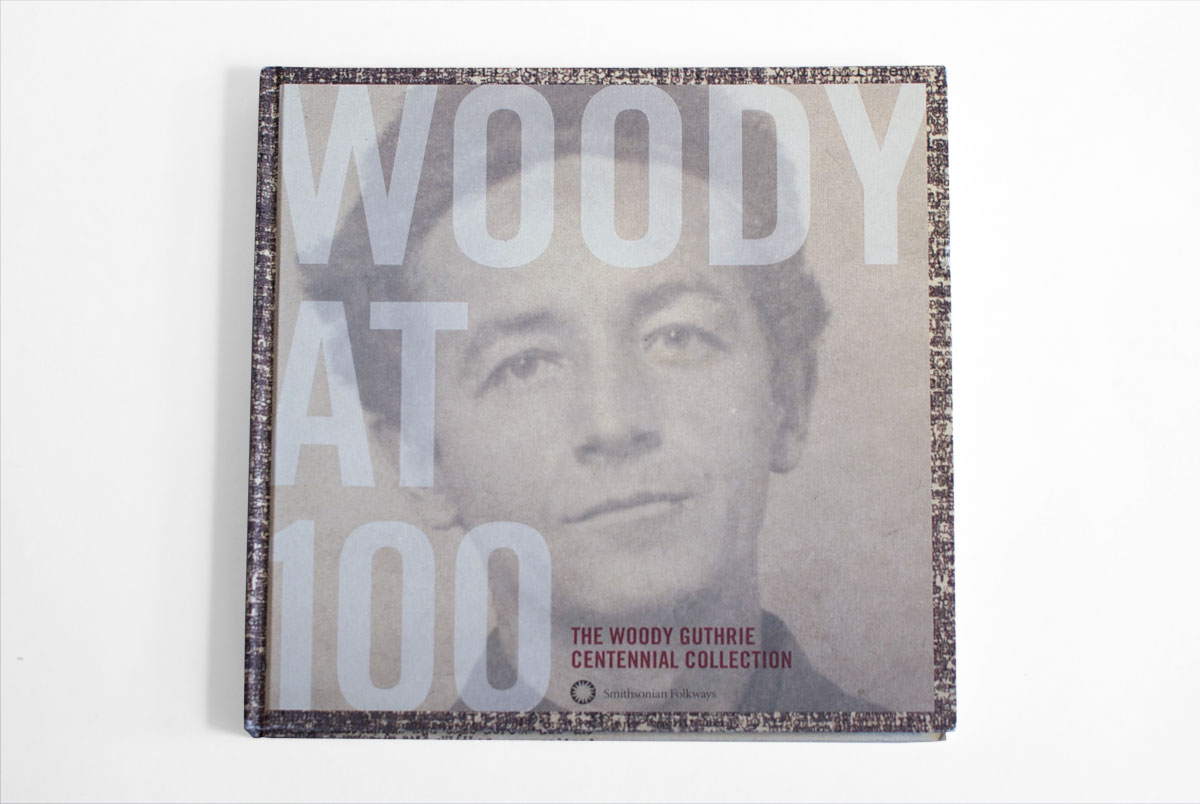 WOODY
AT
100
THE WOODY GUTHRIE
CENTENNIAL COLLECTION
Smithsonian Folkways